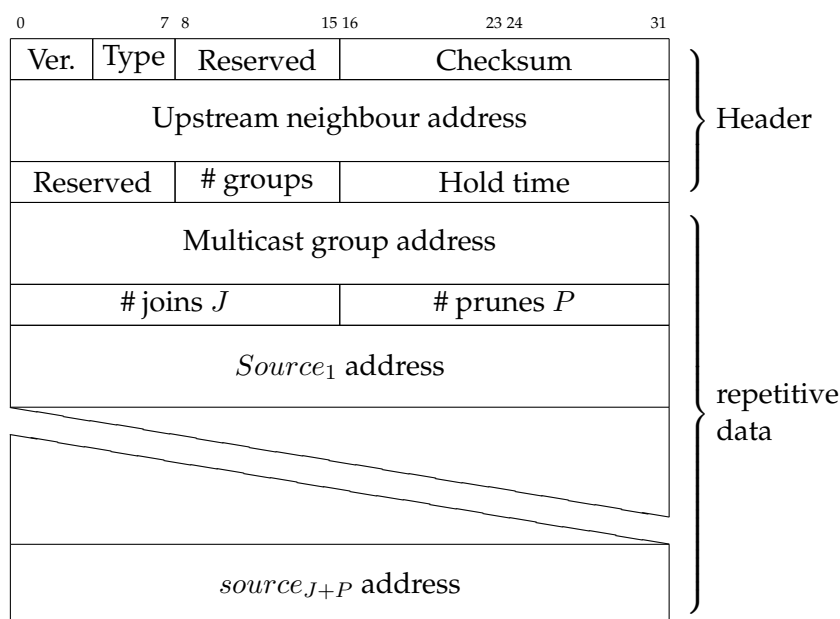 0 7 8 15 16 23 24 31
Ver. Type Reserved Checksum
Upstream neighbour address
Header
Reserved # groups Hold time
Multicast group address
# joins J # prunes P
Source₁ address
repetitive
data
source_{J+P} address